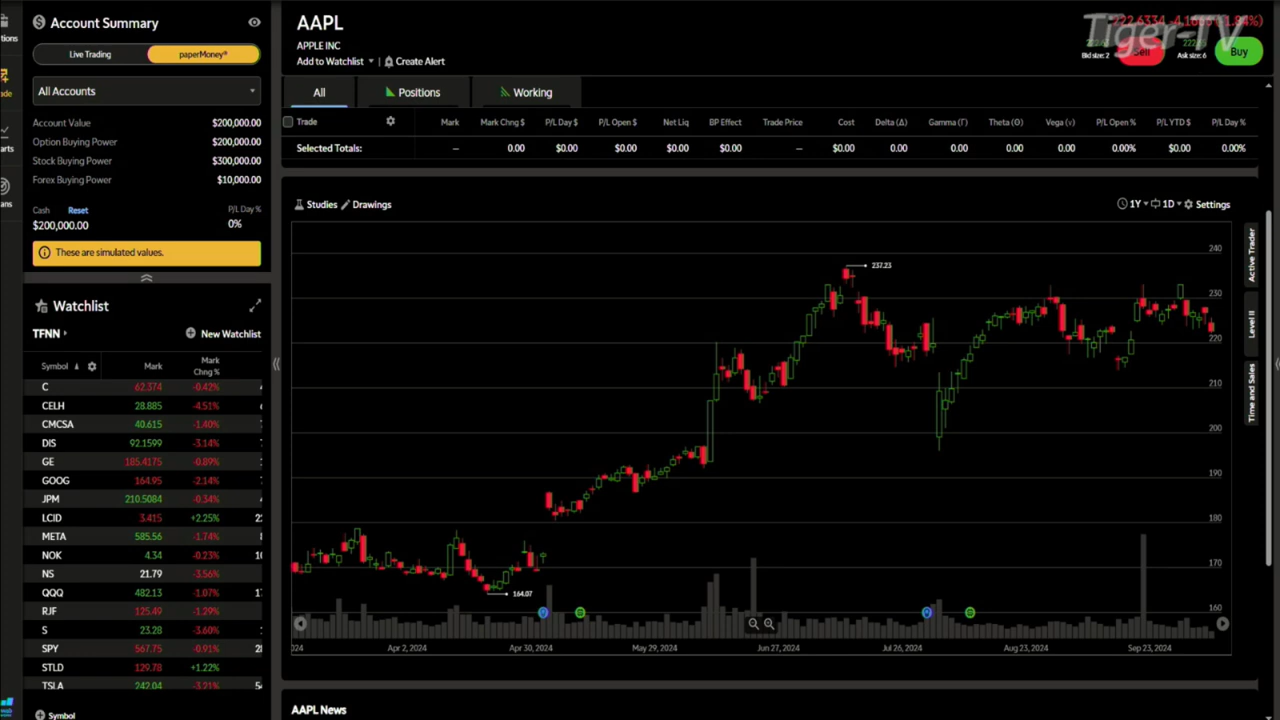 Account Summary
Live Trading
paperMoney®
All Accounts
Account Value $200,000.00
Option Buying Power $200,000.00
Stock Buying Power $300,000.00
Forex Buying Power $10,000.00
Cash Reset P/L Day %
$200,000.00 0%
These are simulated values.
Watchlist
TFNN New Watchlist
Symbol Mark Mark Chng %
C 62.374 -0.42%
CELH 28.885 -4.51%
CMCSA 40.615 -1.40%
DIS 92.1599 -3.14%
GE 185.4175 -0.89%
GOOG 164.95 -2.14%
JPM 210.5084 -0.34%
LCID 3.415 +2.25%
META 585.56 -1.74%
NOK 4.34 -0.23%
NS 21.79 -3.56%
QQQ 482.13 -1.07%
RJF 125.49 -1.29%
S 23.28 -3.60%
SPY 567.75 -0.91%
STLD 129.78 +1.22%
TSLA 242.04 -3.21%
Symbol
AAPL
APPLE INC
Add to Watchlist Create Alert
222.6334 -4.1666 (-1.84%)
Tiger-TV
Bid size: 2 Sell Ask size: 6 Buy
All Positions Working
Trade Mark Mark Chng $ P/L Day $ P/L Open $ Net Liq BP Effect Trade Price Cost Delta (Δ) Gamma (Γ) Theta (Θ) Vega (ν) P/L Open % P/L YTD $ P/L Day %
Selected Totals: – 0.00 $0.00 $0.00 $0.00 $0.00 – $0.00 0.00 0.00 0.00 0.00 0.00% $0.00 0.00%
Studies Drawings 1Y 1D Settings
237.23
164.07
240
230
220
210
200
190
180
170
160
Apr 2, 2024 Apr 30, 2024 May 29, 2024 Jun 27, 2024 Jul 26, 2024 Aug 23, 2024 Sep 23, 2024
Active Trader
Level II
Time and Sales
AAPL News